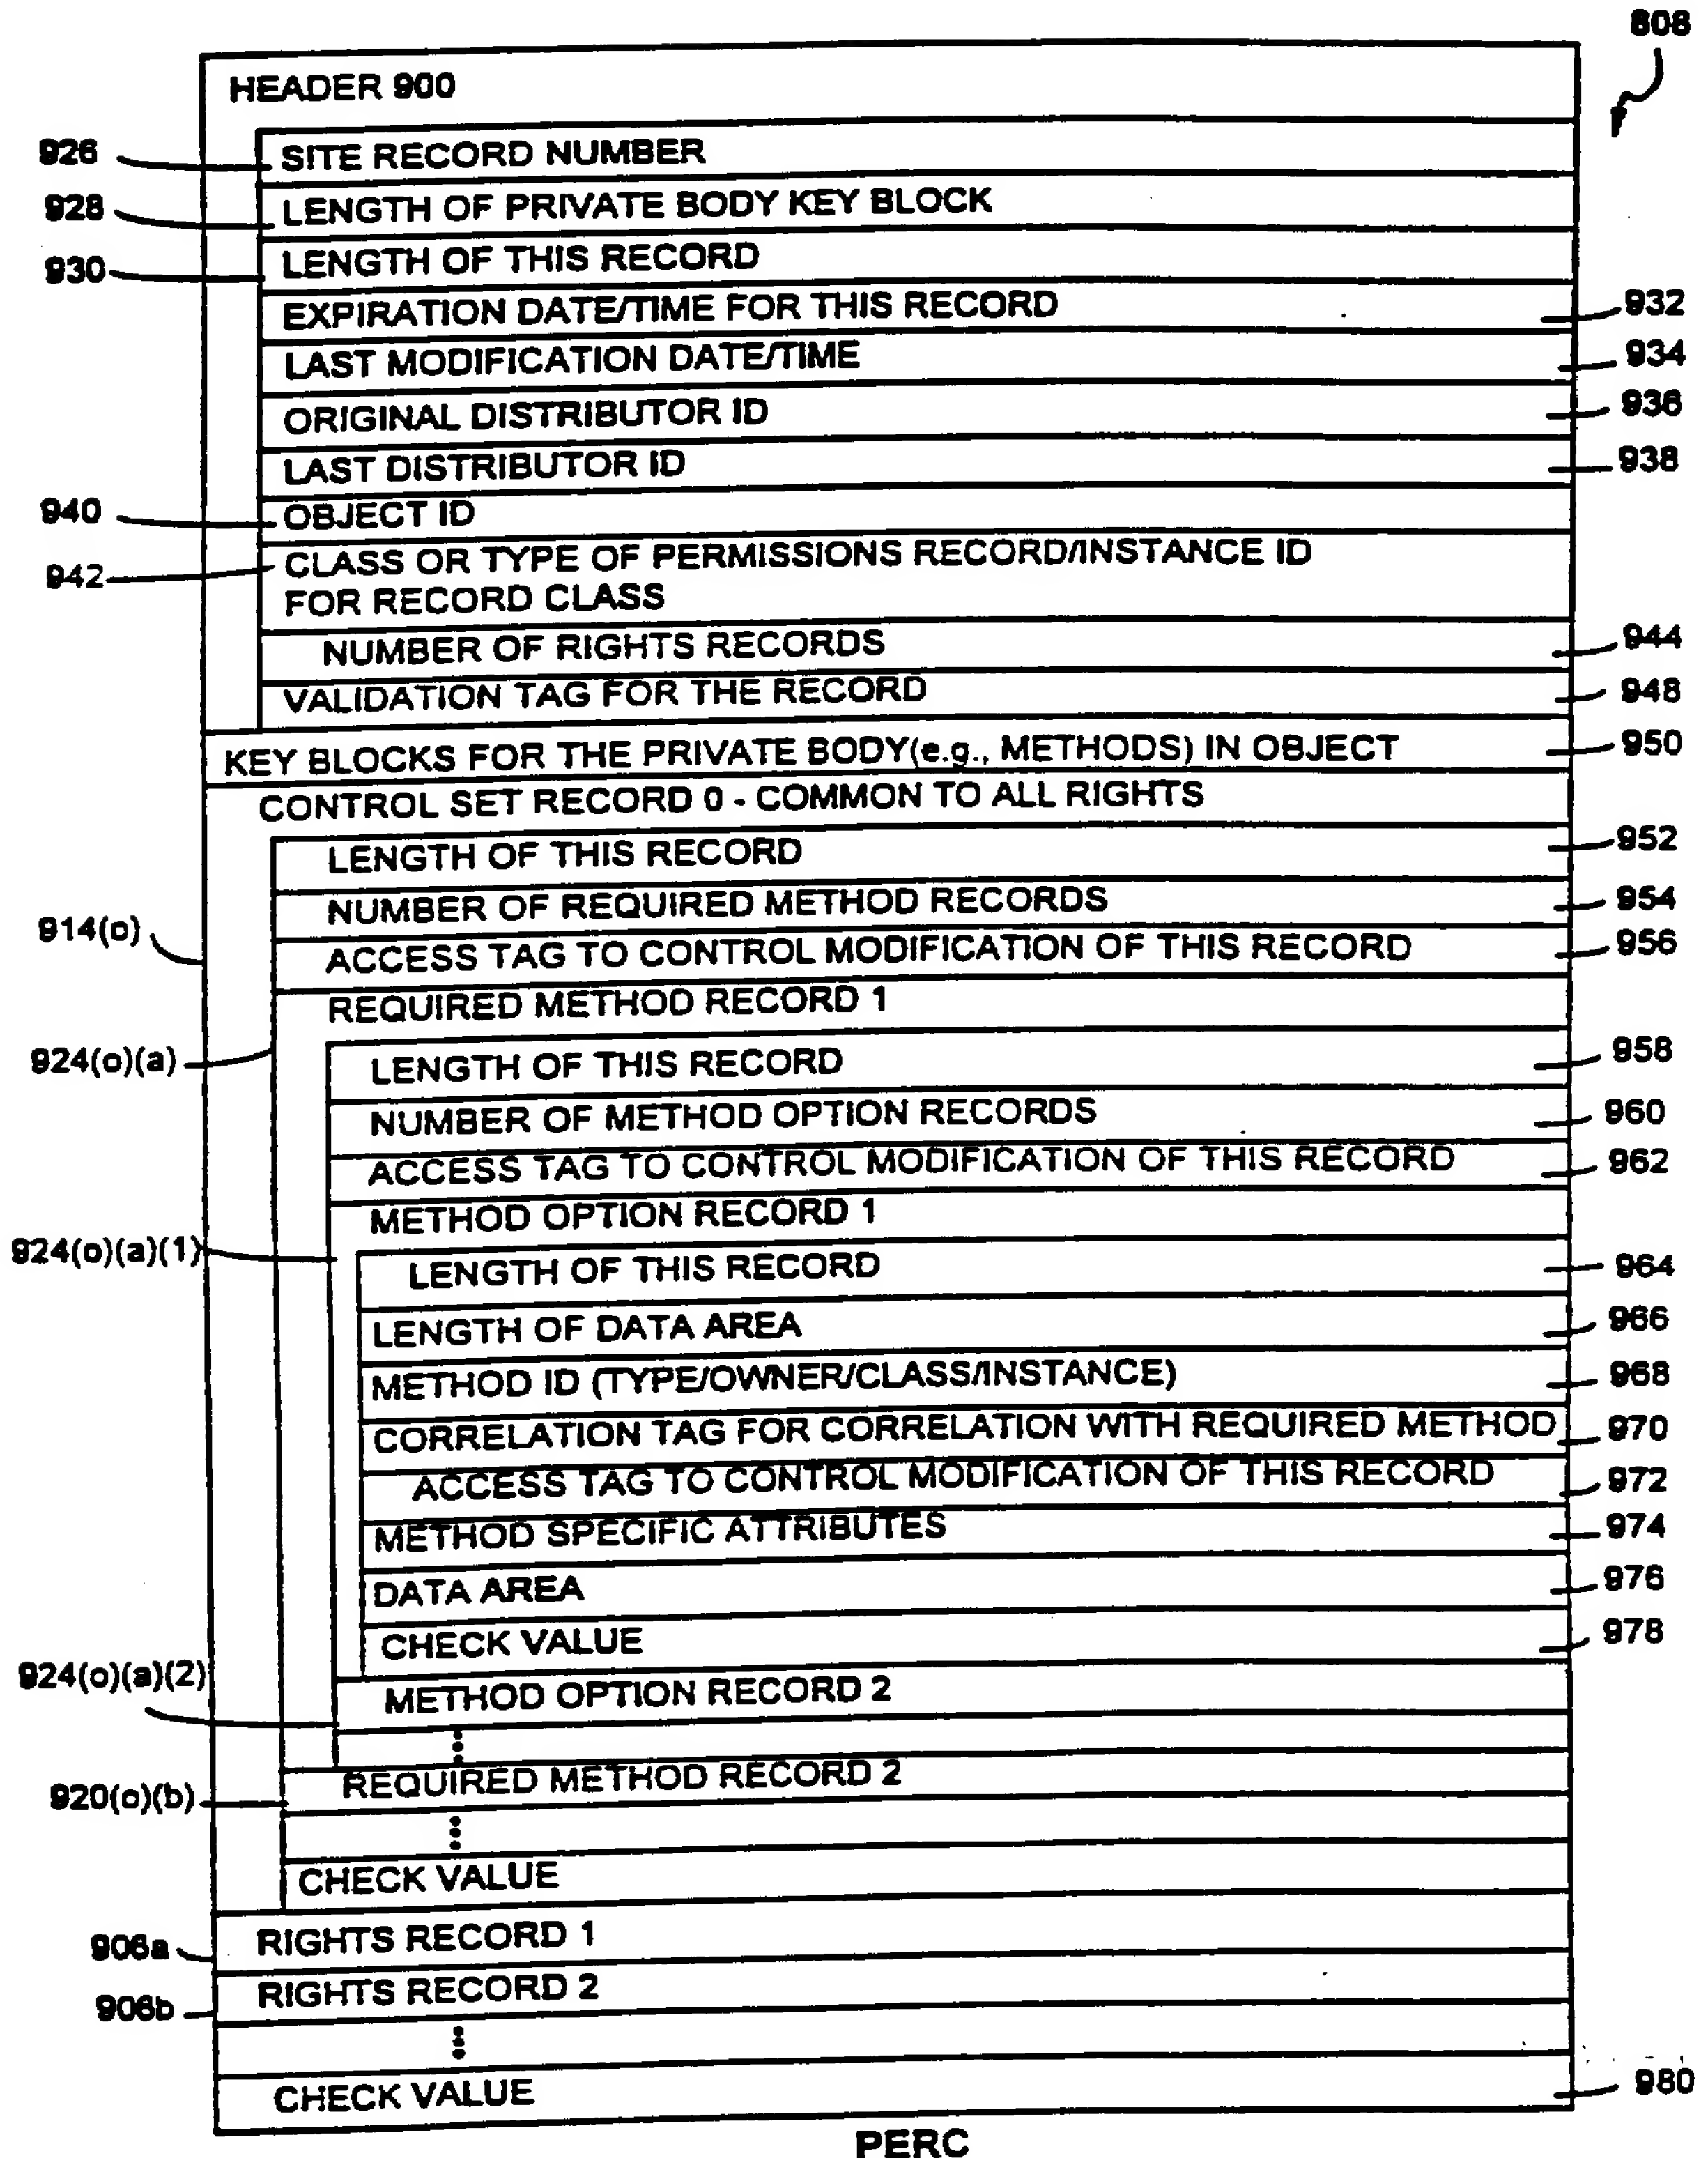 808
HEADER 900
926 SITE RECORD NUMBER
928 LENGTH OF PRIVATE BODY KEY BLOCK
930 LENGTH OF THIS RECORD
EXPIRATION DATE/TIME FOR THIS RECORD 932
LAST MODIFICATION DATE/TIME 934
ORIGINAL DISTRIBUTOR ID 936
LAST DISTRIBUTOR ID 938
940 OBJECT ID
942 CLASS OR TYPE OF PERMISSIONS RECORD/INSTANCE ID
FOR RECORD CLASS
NUMBER OF RIGHTS RECORDS 944
VALIDATION TAG FOR THE RECORD 948
KEY BLOCKS FOR THE PRIVATE BODY(e.g., METHODS) IN OBJECT 950
CONTROL SET RECORD 0 - COMMON TO ALL RIGHTS
LENGTH OF THIS RECORD 952
NUMBER OF REQUIRED METHOD RECORDS 954
914(o) ACCESS TAG TO CONTROL MODIFICATION OF THIS RECORD 956
REQUIRED METHOD RECORD 1
924(o)(a) LENGTH OF THIS RECORD 958
NUMBER OF METHOD OPTION RECORDS 960
ACCESS TAG TO CONTROL MODIFICATION OF THIS RECORD 962
METHOD OPTION RECORD 1
924(o)(a)(1) LENGTH OF THIS RECORD 964
LENGTH OF DATA AREA 966
METHOD ID (TYPE/OWNER/CLASS/INSTANCE) 968
CORRELATION TAG FOR CORRELATION WITH REQUIRED METHOD 970
ACCESS TAG TO CONTROL MODIFICATION OF THIS RECORD 972
METHOD SPECIFIC ATTRIBUTES 974
DATA AREA 976
CHECK VALUE 978
924(o)(a)(2) METHOD OPTION RECORD 2
REQUIRED METHOD RECORD 2
920(o)(b)
CHECK VALUE
906a RIGHTS RECORD 1
906b RIGHTS RECORD 2
CHECK VALUE 980
PERC